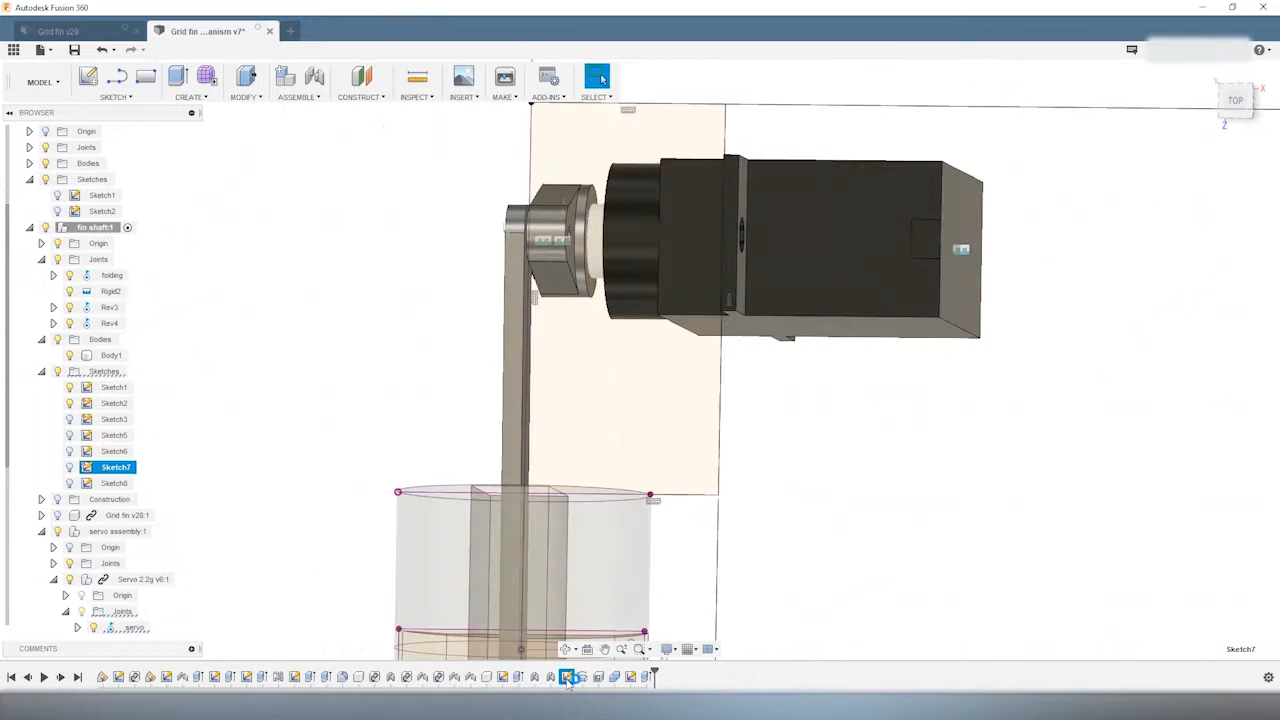 Autodesk Fusion 360
Grid fin v29
Grid fin ...anism v7*
MODEL
SKETCH
CREATE
MODIFY
ASSEMBLE
CONSTRUCT
INSPECT
INSERT
MAKE
ADD-INS
SELECT
BROWSER
TOP
X
Z
Origin
Joints
Bodies
Sketches
Sketch1
Sketch2
fin shaft:1
Origin
Joints
folding
Rigid2
Rev3
Rev4
Bodies
Body1
Sketches
Sketch1
Sketch2
Sketch3
Sketch5
Sketch6
Sketch7
Sketch8
Construction
Grid fin v28:1
servo assembly:1
Origin
Joints
Servo 2.2g v6:1
Origin
Joints
servo
COMMENTS
Sketch7